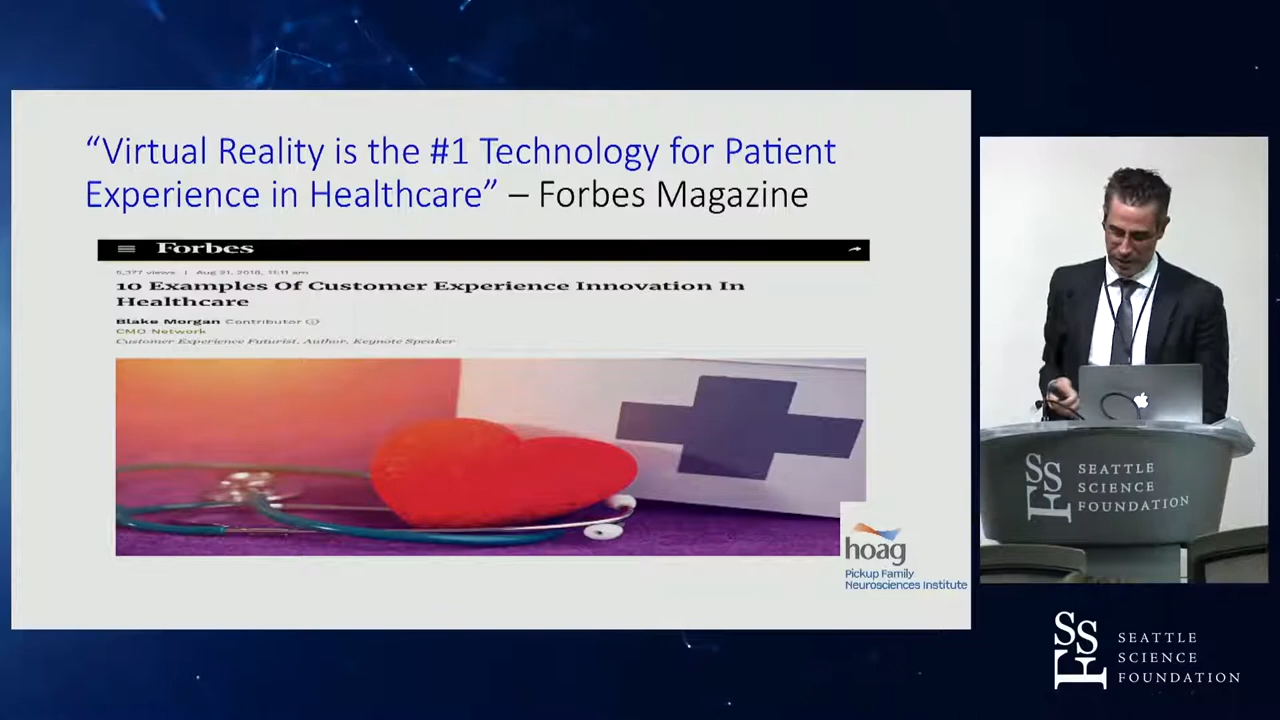 “Virtual Reality is the #1 Technology for Patient
Experience in Healthcare” – Forbes Magazine
Forbes
5,377 views | Aug 31, 2018, 11:11 am
10 Examples Of Customer Experience Innovation In
Healthcare
Blake Morgan Contributor
CMO Network
Customer Experience Futurist, Author, Keynote Speaker
hoag
Pickup Family
Neurosciences Institute
SSF
SEATTLE
SCIENCE
FOUNDATION
SSF
SEATTLE
SCIENCE
FOUNDATION